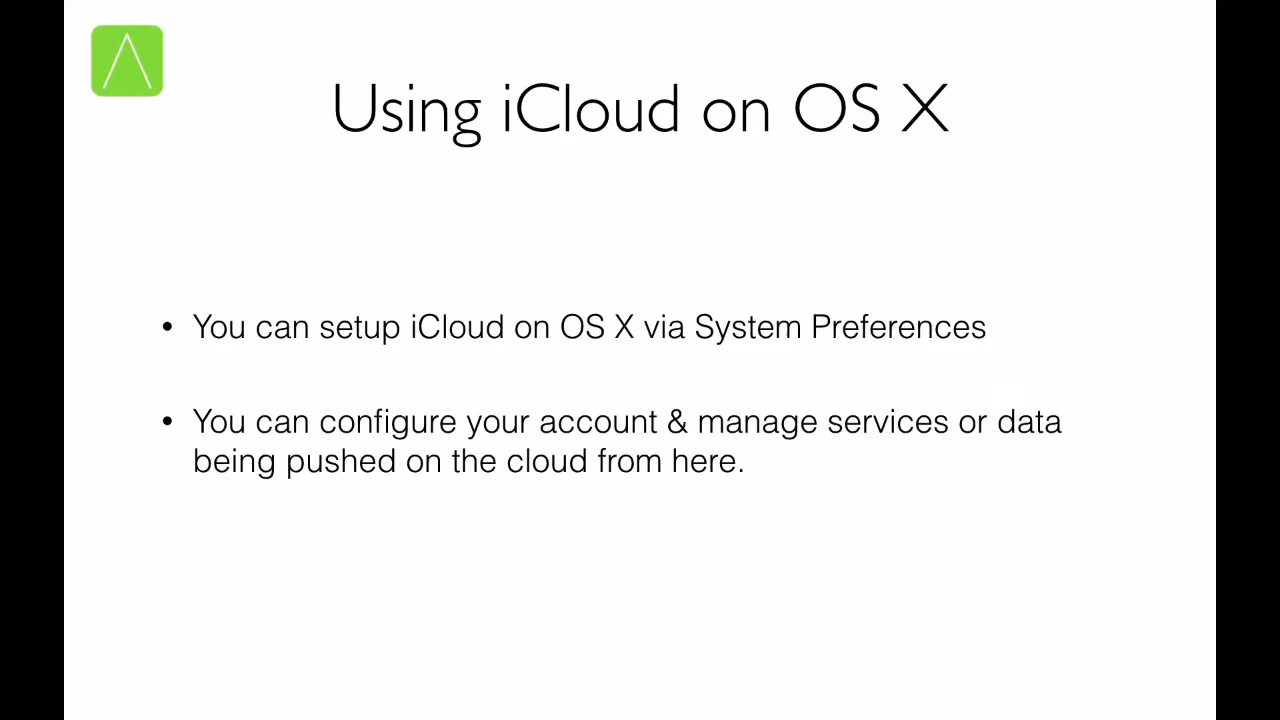 Using iCloud on OS X
• You can setup iCloud on OS X via System Preferences
• You can configure your account & manage services or data
being pushed on the cloud from here.